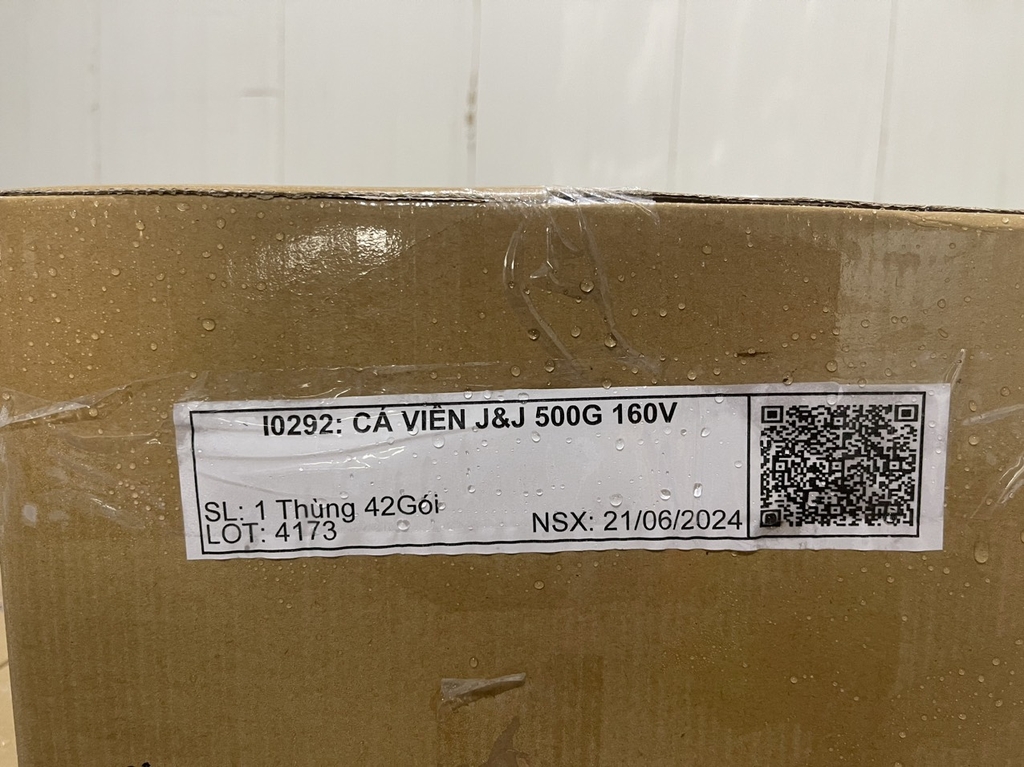 I0292: CÁ VIÊN J&J 500G 160V
SL: 1 Thùng 42Gói
LOT: 4173
NSX: 21/06/2024